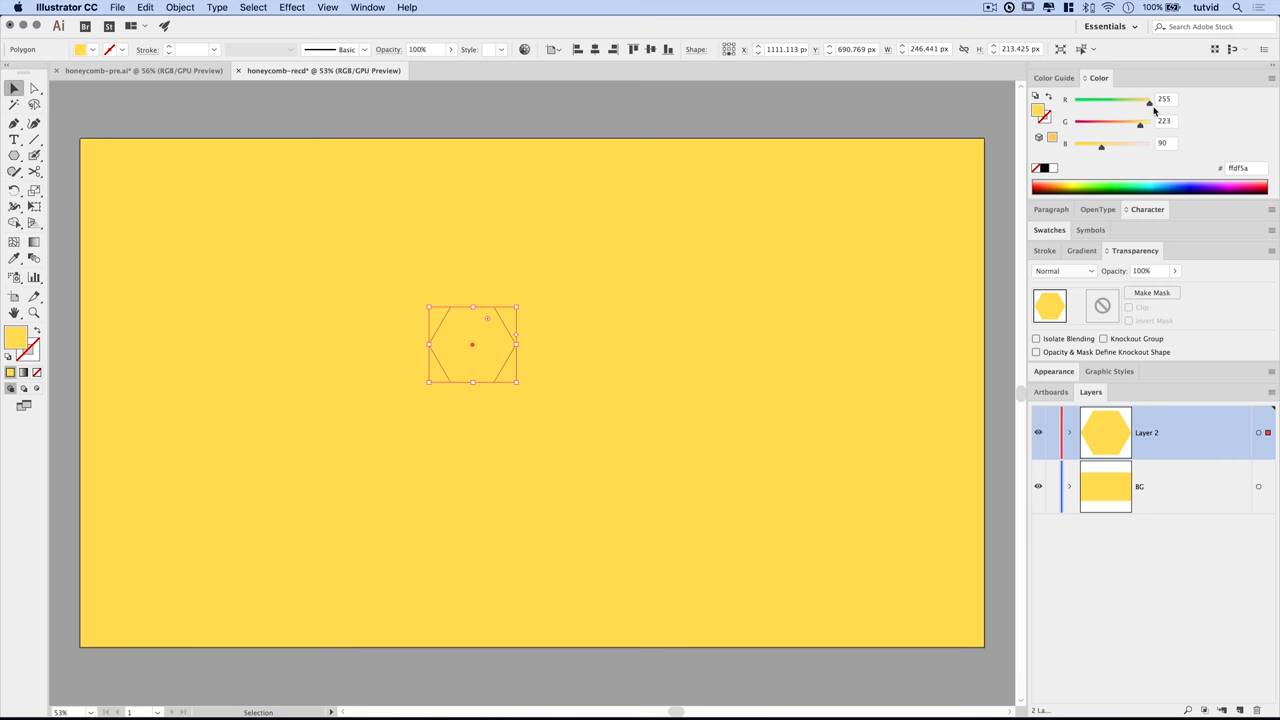 Illustrator CC File Edit Object Type Select Effect View Window Help 100% tutvid
Ai Br St Essentials Search Adobe Stock
Polygon Stroke: Basic Opacity: 100% Style: Shape: X: 1111.113 px Y: 690.769 px W: 246.441 px H: 213.425 px
× honeycomb-pre.ai* @ 56% (RGB/GPU Preview) × honeycomb-recd* @ 53% (RGB/GPU Preview)
Color Guide Color
R 255
G 223
B 90
# ffdf5a
Paragraph OpenType Character
Swatches Symbols
Stroke Gradient Transparency
Normal Opacity: 100%
Make Mask
Clip
Invert Mask
Isolate Blending Knockout Group
Opacity & Mask Define Knockout Shape
Appearance Graphic Styles
Artboards Layers
Layer 2
BG
53% 1 Selection 2 La...